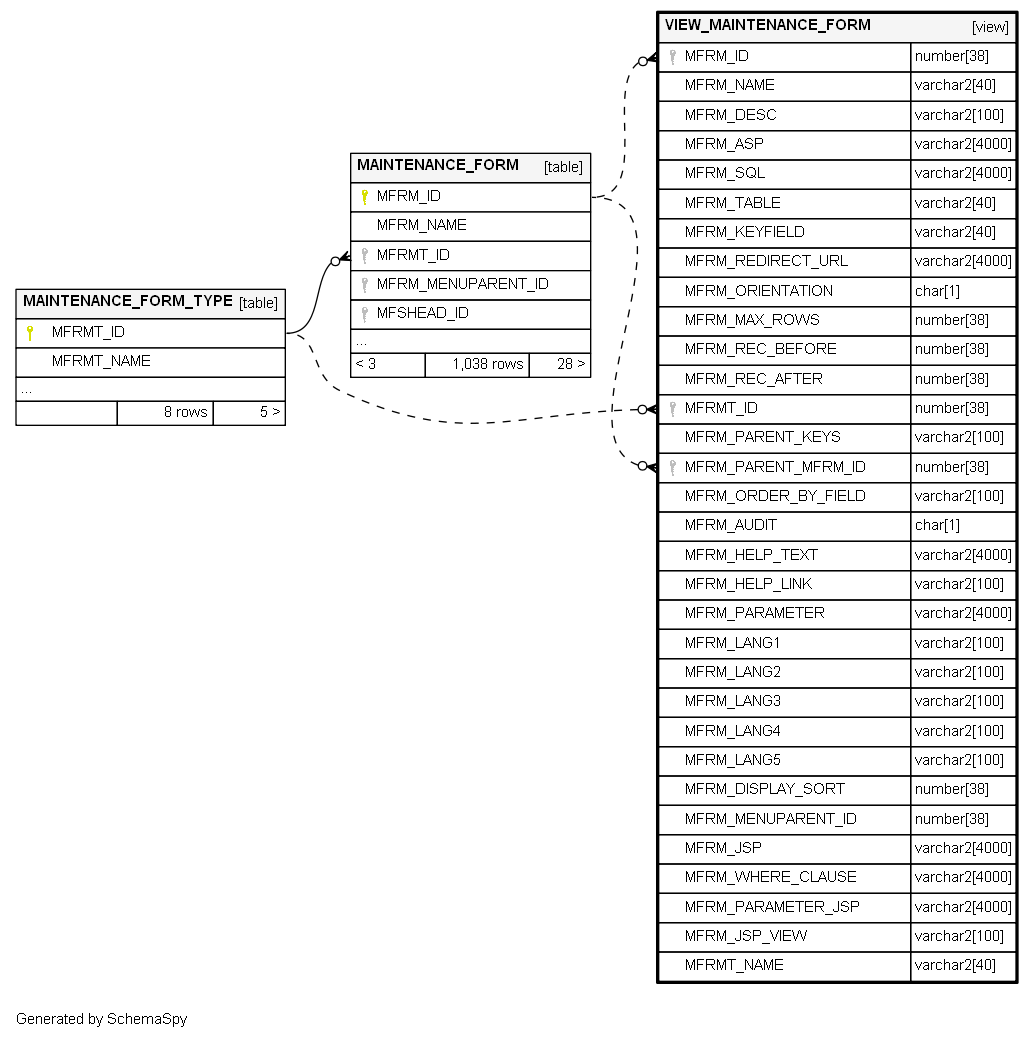 VIEW_MAINTENANCE_FORM [view]
MFRM_ID number[38]
MFRM_NAME varchar2[40]
MFRM_DESC varchar2[100]
MFRM_ASP varchar2[4000]
MFRM_SQL varchar2[4000]
MFRM_TABLE varchar2[40]
MFRM_KEYFIELD varchar2[40]
MFRM_REDIRECT_URL varchar2[4000]
MFRM_ORIENTATION char[1]
MFRM_MAX_ROWS number[38]
MFRM_REC_BEFORE number[38]
MFRM_REC_AFTER number[38]
MFRMT_ID number[38]
MFRM_PARENT_KEYS varchar2[100]
MFRM_PARENT_MFRM_ID number[38]
MFRM_ORDER_BY_FIELD varchar2[100]
MFRM_AUDIT char[1]
MFRM_HELP_TEXT varchar2[4000]
MFRM_HELP_LINK varchar2[100]
MFRM_PARAMETER varchar2[4000]
MFRM_LANG1 varchar2[100]
MFRM_LANG2 varchar2[100]
MFRM_LANG3 varchar2[100]
MFRM_LANG4 varchar2[100]
MFRM_LANG5 varchar2[100]
MFRM_DISPLAY_SORT number[38]
MFRM_MENUPARENT_ID number[38]
MFRM_JSP varchar2[4000]
MFRM_WHERE_CLAUSE varchar2[4000]
MFRM_PARAMETER_JSP varchar2[4000]
MFRM_JSP_VIEW varchar2[100]
MFRMT_NAME varchar2[40]
MAINTENANCE_FORM [table]
MFRM_ID
MFRM_NAME
MFRMT_ID
MFRM_MENUPARENT_ID
MFSHEAD_ID
...
< 3 1,038 rows 28 >
MAINTENANCE_FORM_TYPE [table]
MFRMT_ID
MFRMT_NAME
...
8 rows 5 >
Generated by SchemaSpy